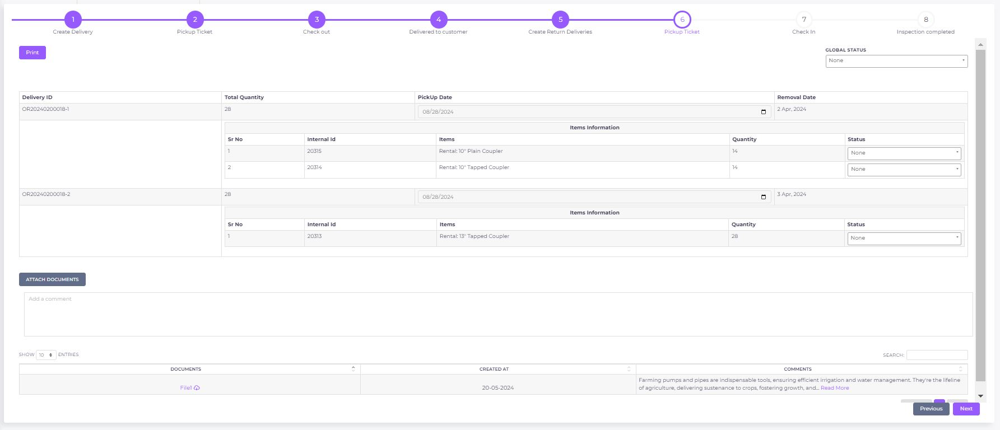 1 2 3 4 5 6 7 8
Create Delivery Pickup Ticket Check out Delivered to customer Create Return Deliveries Pickup Ticket Check In Inspection completed
Print
GLOBAL STATUS
None
Delivery ID Total Quantity PickUp Date Removal Date
OR20240200018-1 28 08/28/2024 2 Apr, 2024
Items Information
Sr No Internal Id Items Quantity Status
1 20315 Rental: 10" Plain Coupler 14 None
2 20314 Rental: 10" Tapped Coupler 14 None
OR20240200018-2 28 08/28/2024 3 Apr, 2024
Items Information
Sr No Internal Id Items Quantity Status
1 20313 Rental: 13" Tapped Coupler 28 None
ATTACH DOCUMENTS
Add a comment
SHOW 10 ENTRIES SEARCH:
DOCUMENTS CREATED AT COMMENTS
File1 20-05-2024 Farming pumps and pipes are indispensable tools, ensuring efficient irrigation and water management. They're the lifeline
of agriculture, delivering sustenance to crops, fostering growth, and... Read More
Previous Next